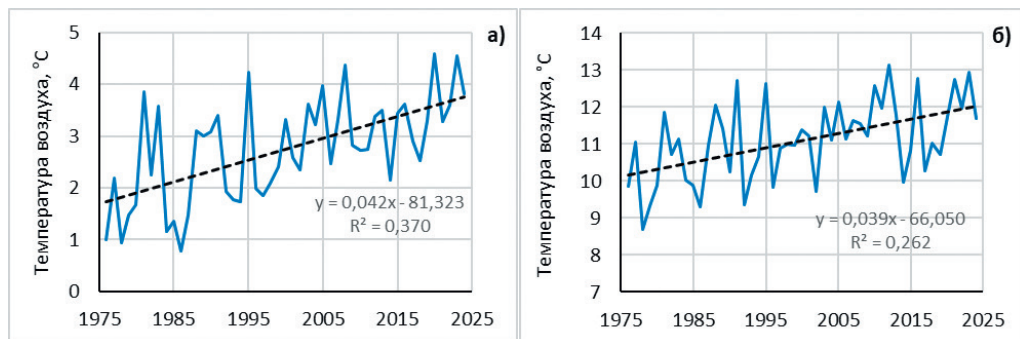 а)
Температура воздуха, °С
5
4
3
2
1
0
y = 0,042x - 81,323
R² = 0,370
1975 1985 1995 2005 2015 2025
б)
Температура воздуха, °С
14
13
12
11
10
9
8
7
y = 0,039x - 66,050
R² = 0,262
1975 1985 1995 2005 2015 2025